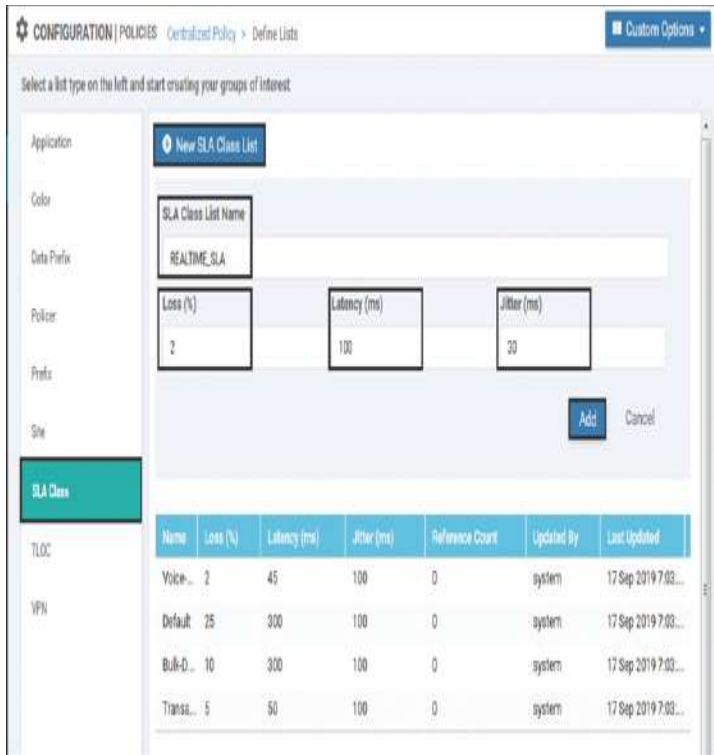 CONFIGURATION | POLICIES Centralized Policy > Define Lists
Custom Options
Select a list type on the left and start creating your groups of interest
Application
Color
Data Prefix
Policer
Prefix
Site
SLA Class
TLOC
VPN
New SLA Class List
SLA Class List Name
REALTIME_SLA
Loss (%) Latency (ms) Jitter (ms)
2 100 30
Add Cancel
Name Loss (%) Latency (ms) Jitter (ms) Reference Count Updated By Last Updated
Voice-... 2 45 100 0 system 17 Sep 2019 7:03:...
Default 25 300 100 0 system 17 Sep 2019 7:03:...
Bulk-D... 10 300 100 0 system 17 Sep 2019 7:03:...
Transa... 5 50 100 0 system 17 Sep 2019 7:03:...